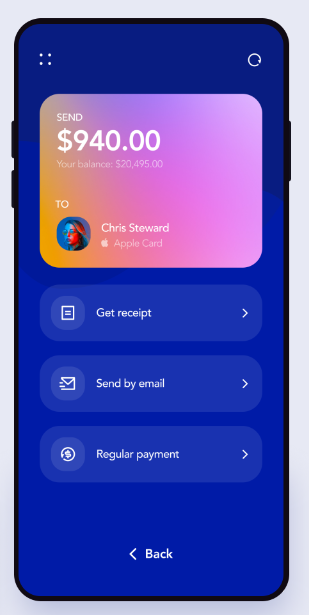 SEND
$940.00
Your balance: $20,495.00
TO
Chris Steward
Apple Card
Get receipt
Send by email
Regular payment
Back